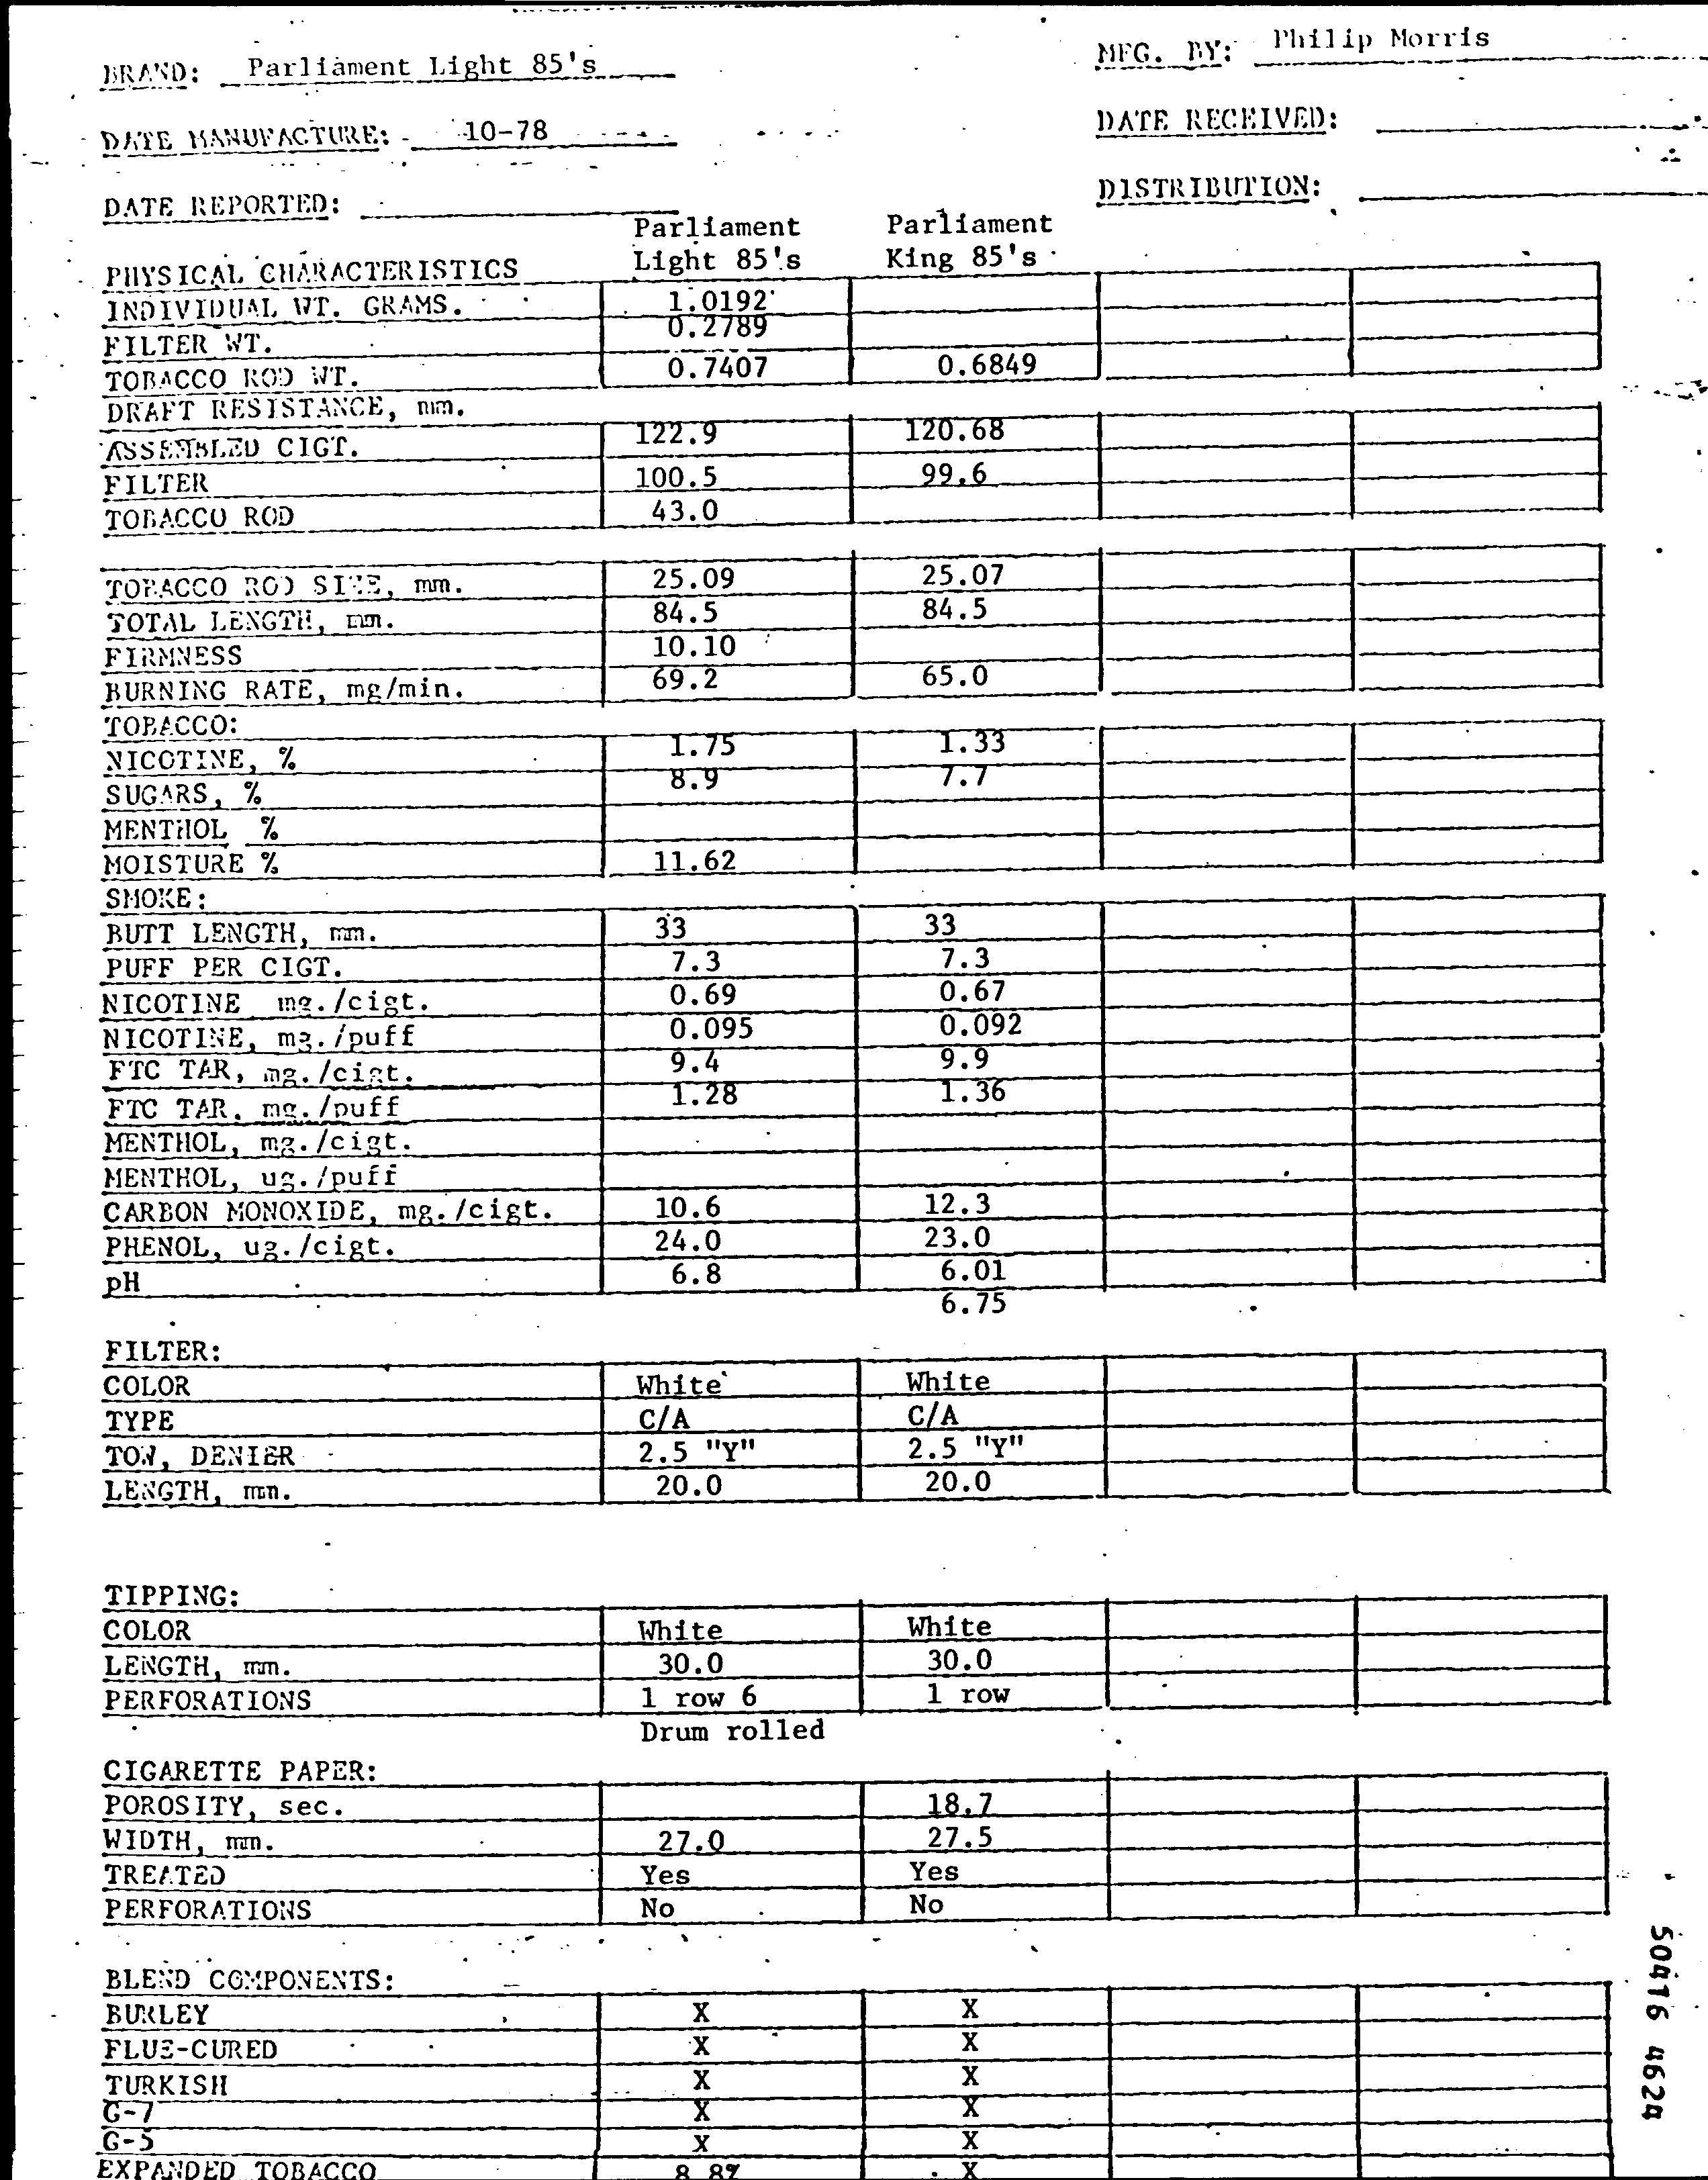 BRAND: Parliament Light 85's MFG. BY: Philip Morris
DATE MANUFACTURE: 10-78 DATE RECEIVED:
DATE REPORTED: DISTRIBUTION:
Parliament Parliament
PHYSICAL CHARACTERISTICS Light 85's King 85's
INDIVIDUAL WT. GRAMS. 1.0192
FILTER WT. 0.2789
TOBACCO ROD WT. 0.7407 0.6849
DRAFT RESISTANCE, mm.
ASSEMBLED CIGT. 122.9 120.68
FILTER 100.5 99.6
TOBACCO ROD 43.0
TOBACCO ROD SIZE, mm. 25.09 25.07
TOTAL LENGTH, mm. 84.5 84.5
FIRMNESS 10.10
BURNING RATE, mg/min. 69.2 65.0
TOBACCO:
NICOTINE, % 1.75 1.33
SUGARS, % 8.9 7.7
MENTHOL %
MOISTURE % 11.62
SMOKE:
BUTT LENGTH, mm. 33 33
PUFF PER CIGT. 7.3 7.3
NICOTINE mg./cigt. 0.69 0.67
NICOTINE, mg./puff 0.095 0.092
FTC TAR, mg./cigt. 9.4 9.9
FTC TAR. mg./puff 1.28 1.36
MENTHOL, mg./cigt.
MENTHOL, ug./puff
CARBON MONOXIDE, mg./cigt. 10.6 12.3
PHENOL, ug./cigt. 24.0 23.0
pH 6.8 6.01
6.75
FILTER:
COLOR White White
TYPE C/A C/A
TOW, DENIER 2.5 "Y" 2.5 "Y"
LENGTH, mm. 20.0 20.0
TIPPING:
COLOR White White
LENGTH, mm. 30.0 30.0
PERFORATIONS 1 row 6 1 row
Drum rolled
CIGARETTE PAPER:
POROSITY, sec. 18.7
WIDTH, mm. 27.0 27.5
TREATED Yes Yes
PERFORATIONS No No
BLEND COMPONENTS:
BURLEY X X
FLUE-CURED X X
TURKISH X X
G-7 X X
G-5 X X
EXPANDED TOBACCO 8.8% X
50416 4624